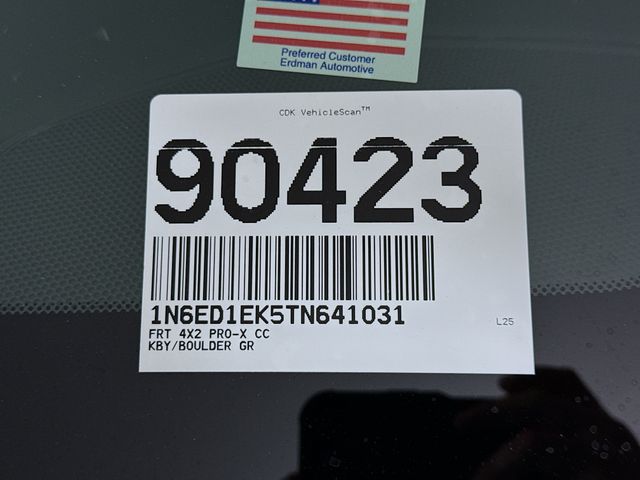 Preferred Customer
Erdman Automotive
CDK VehicleScan™
90423
1N6ED1EK5TN641031
FRT 4X2 PRO-X CC
KBY/BOULDER GR
L25